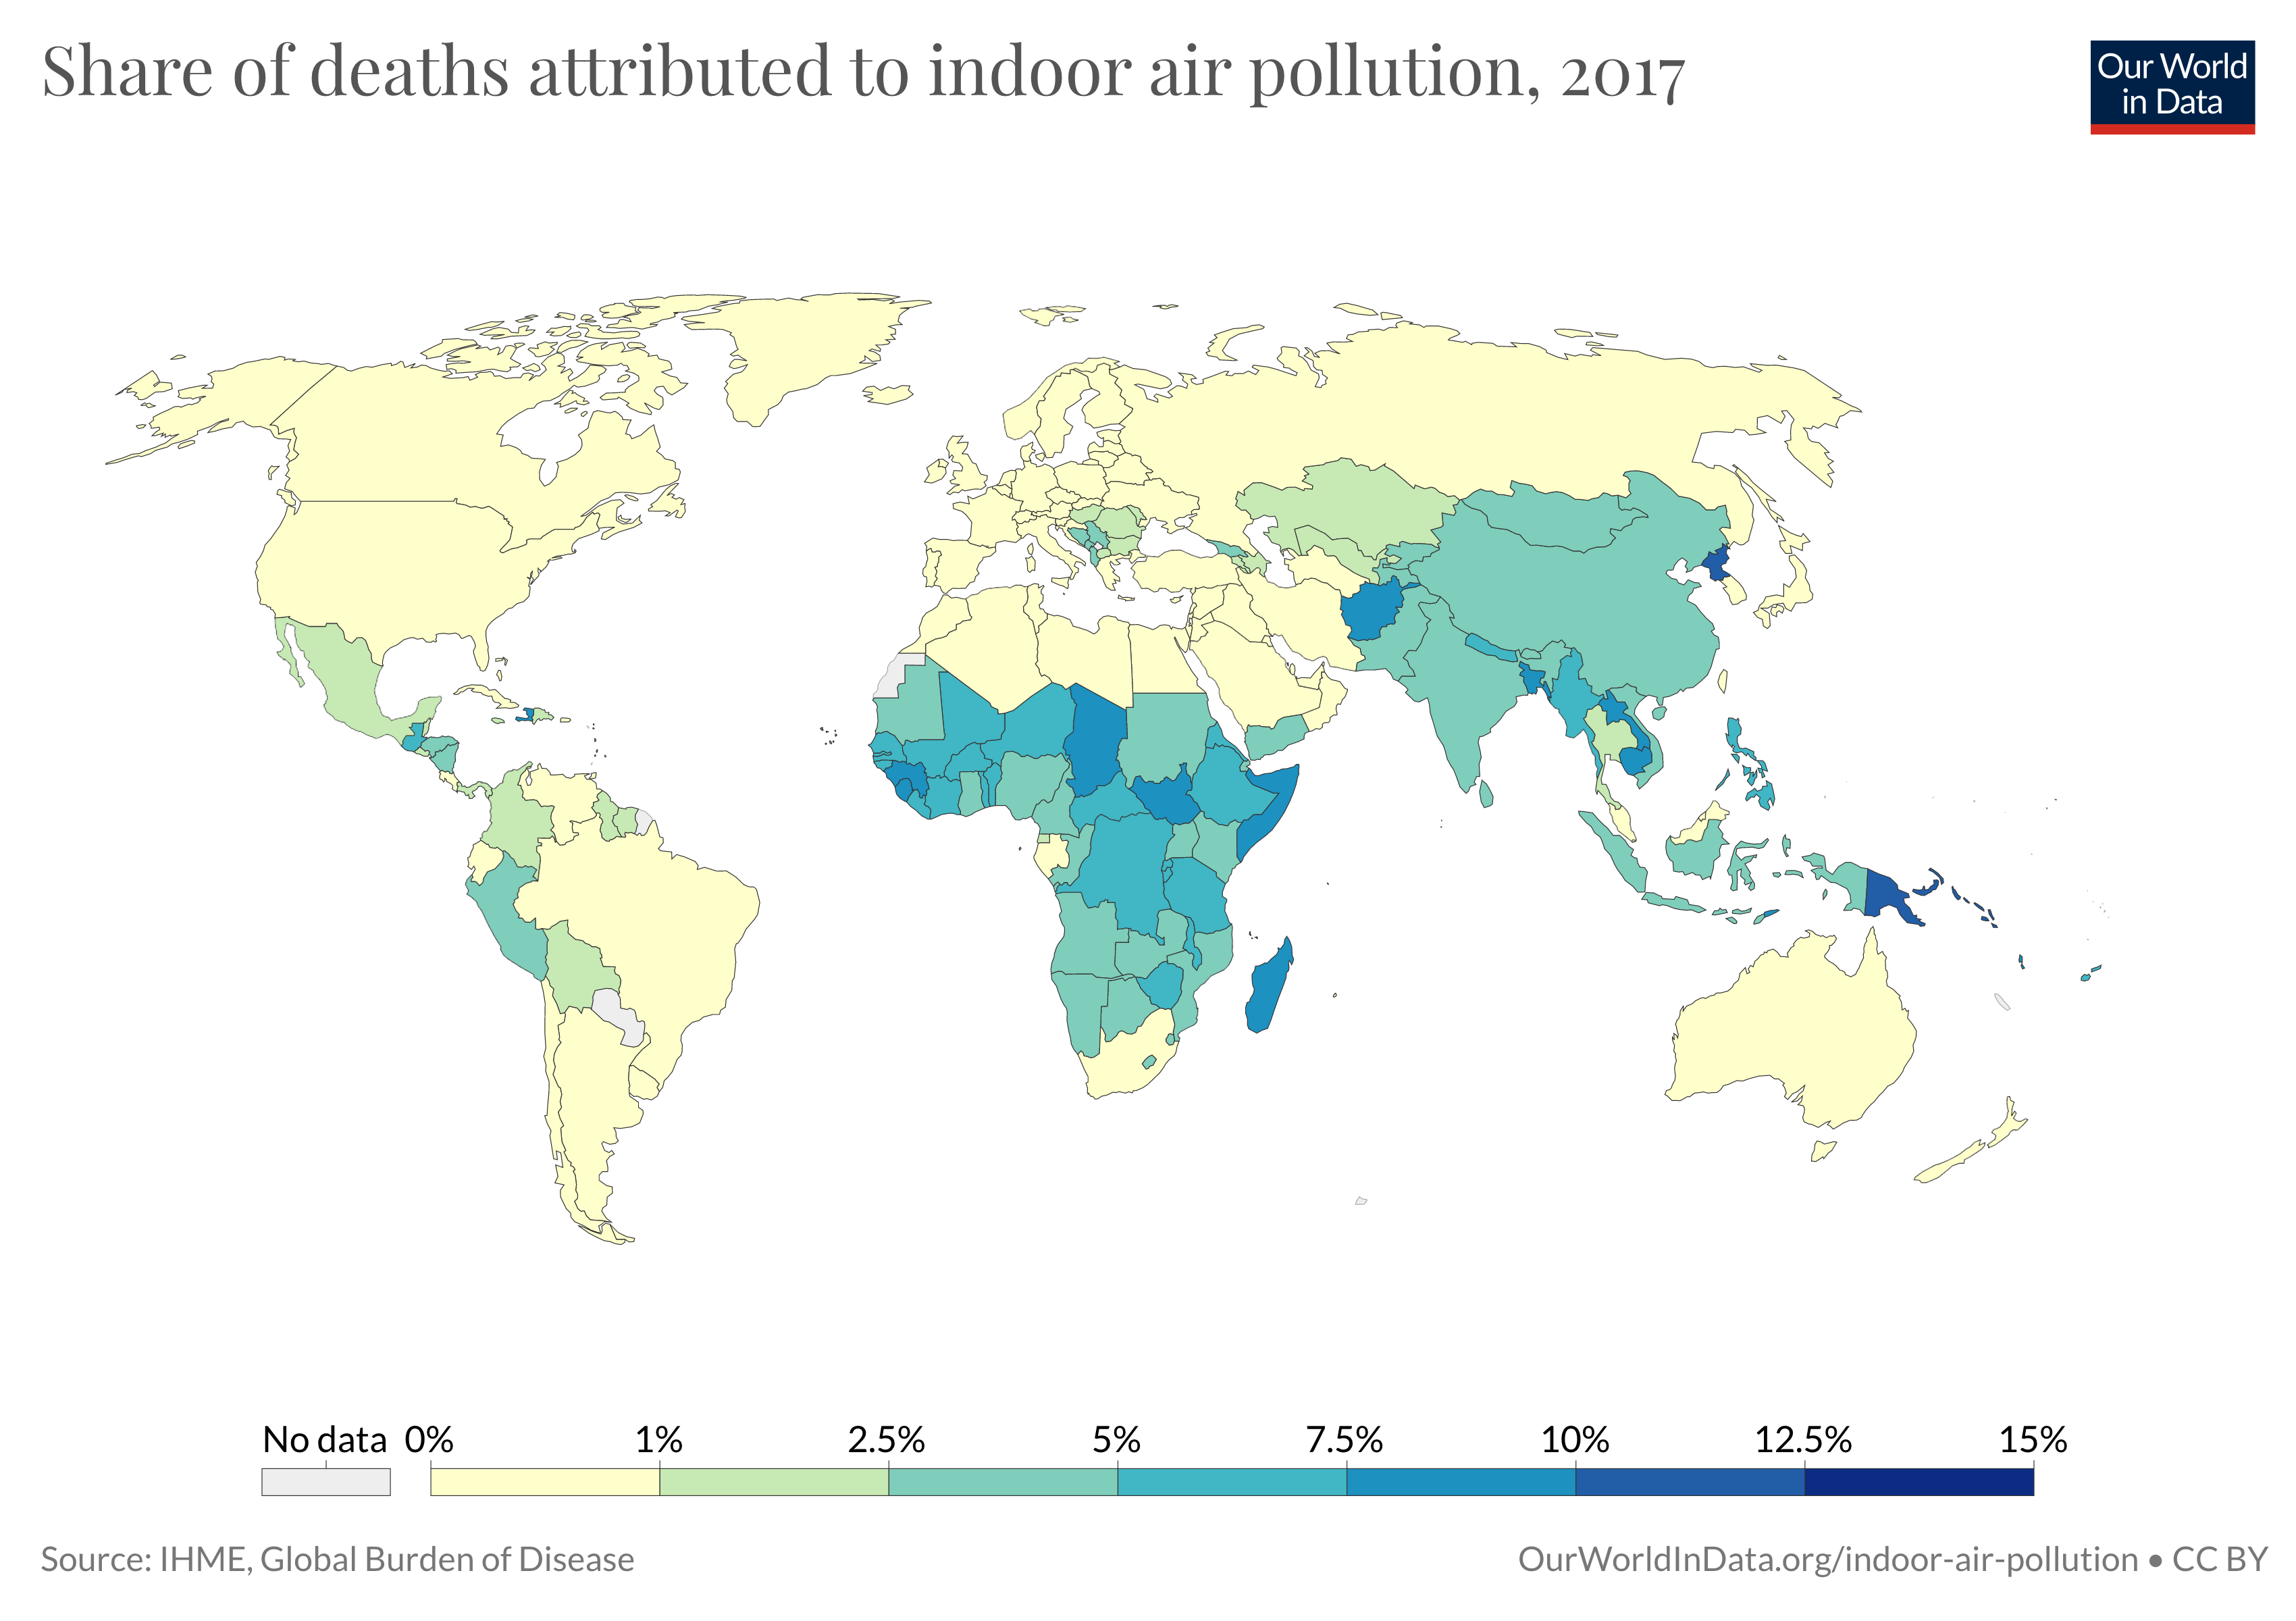 Share of deaths attributed to indoor air pollution, 2017
Our World
in Data
No data 0% 1% 2.5% 5% 7.5% 10% 12.5% 15%
Source: IHME, Global Burden of Disease
OurWorldInData.org/indoor-air-pollution • CC BY